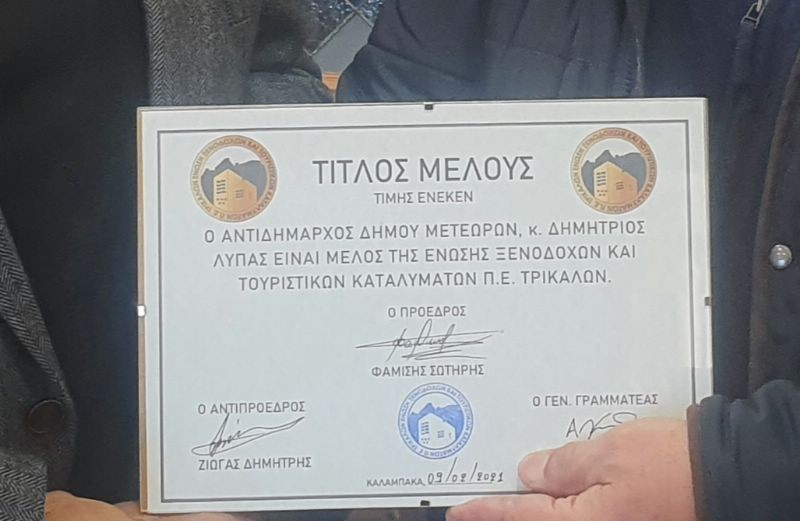 ΤΙΤΛΟΣ ΜΕΛΟΥΣ
ΤΙΜΗΣ ΕΝΕΚΕΝ
Ο ΑΝΤΙΔΗΜΑΡΧΟΣ ΔΗΜΟΥ ΜΕΤΕΩΡΩΝ, κ. ΔΗΜΗΤΡΙΟΣ
ΛΥΠΑΣ ΕΙΝΑΙ ΜΕΛΟΣ ΤΗΣ ΕΝΩΣΗΣ ΞΕΝΟΔΟΧΩΝ ΚΑΙ
ΤΟΥΡΙΣΤΙΚΩΝ ΚΑΤΑΛΥΜΑΤΩΝ Π.Ε. ΤΡΙΚΑΛΩΝ.
Ο ΠΡΟΕΔΡΟΣ
ΦΑΜΙΣΗΣ ΣΩΤΗΡΗΣ
Ο ΑΝΤΙΠΡΟΕΔΡΟΣ
ΖΙΩΓΑΣ ΔΗΜΗΤΡΗΣ
Ο ΓΕΝ. ΓΡΑΜΜΑΤΕΑΣ
ΚΑΛΑΜΠΑΚΑ, 09/02/2021